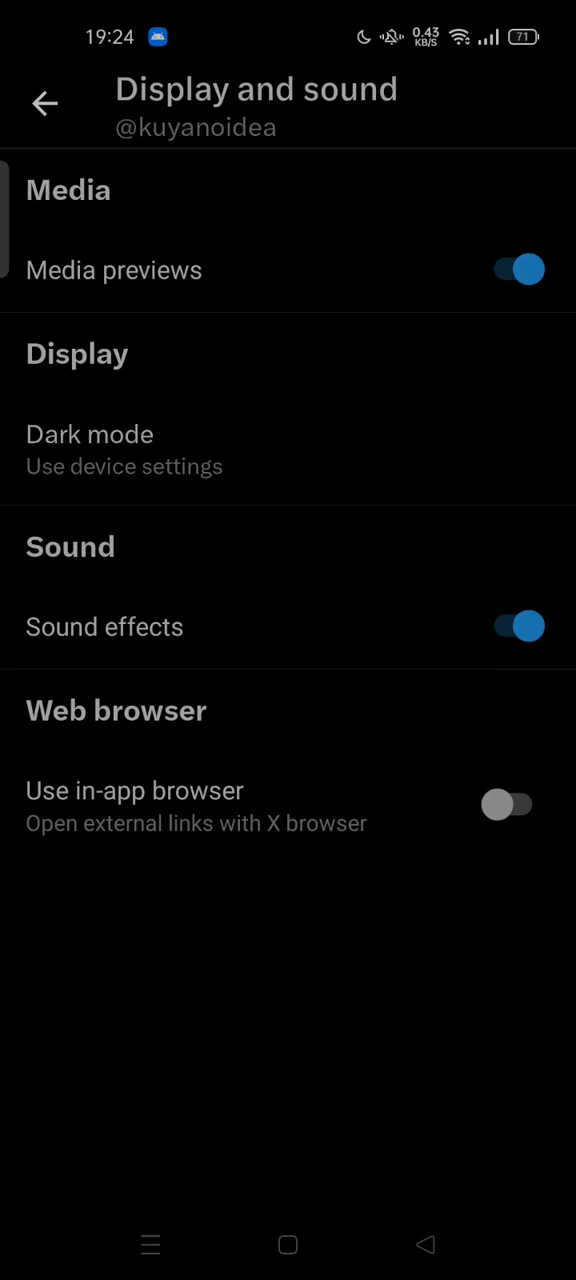 19:24
0.43
KB/S
71
Display and sound
@kuyanoidea
Media
Media previews
Display
Dark mode
Use device settings
Sound
Sound effects
Web browser
Use in-app browser
Open external links with X browser